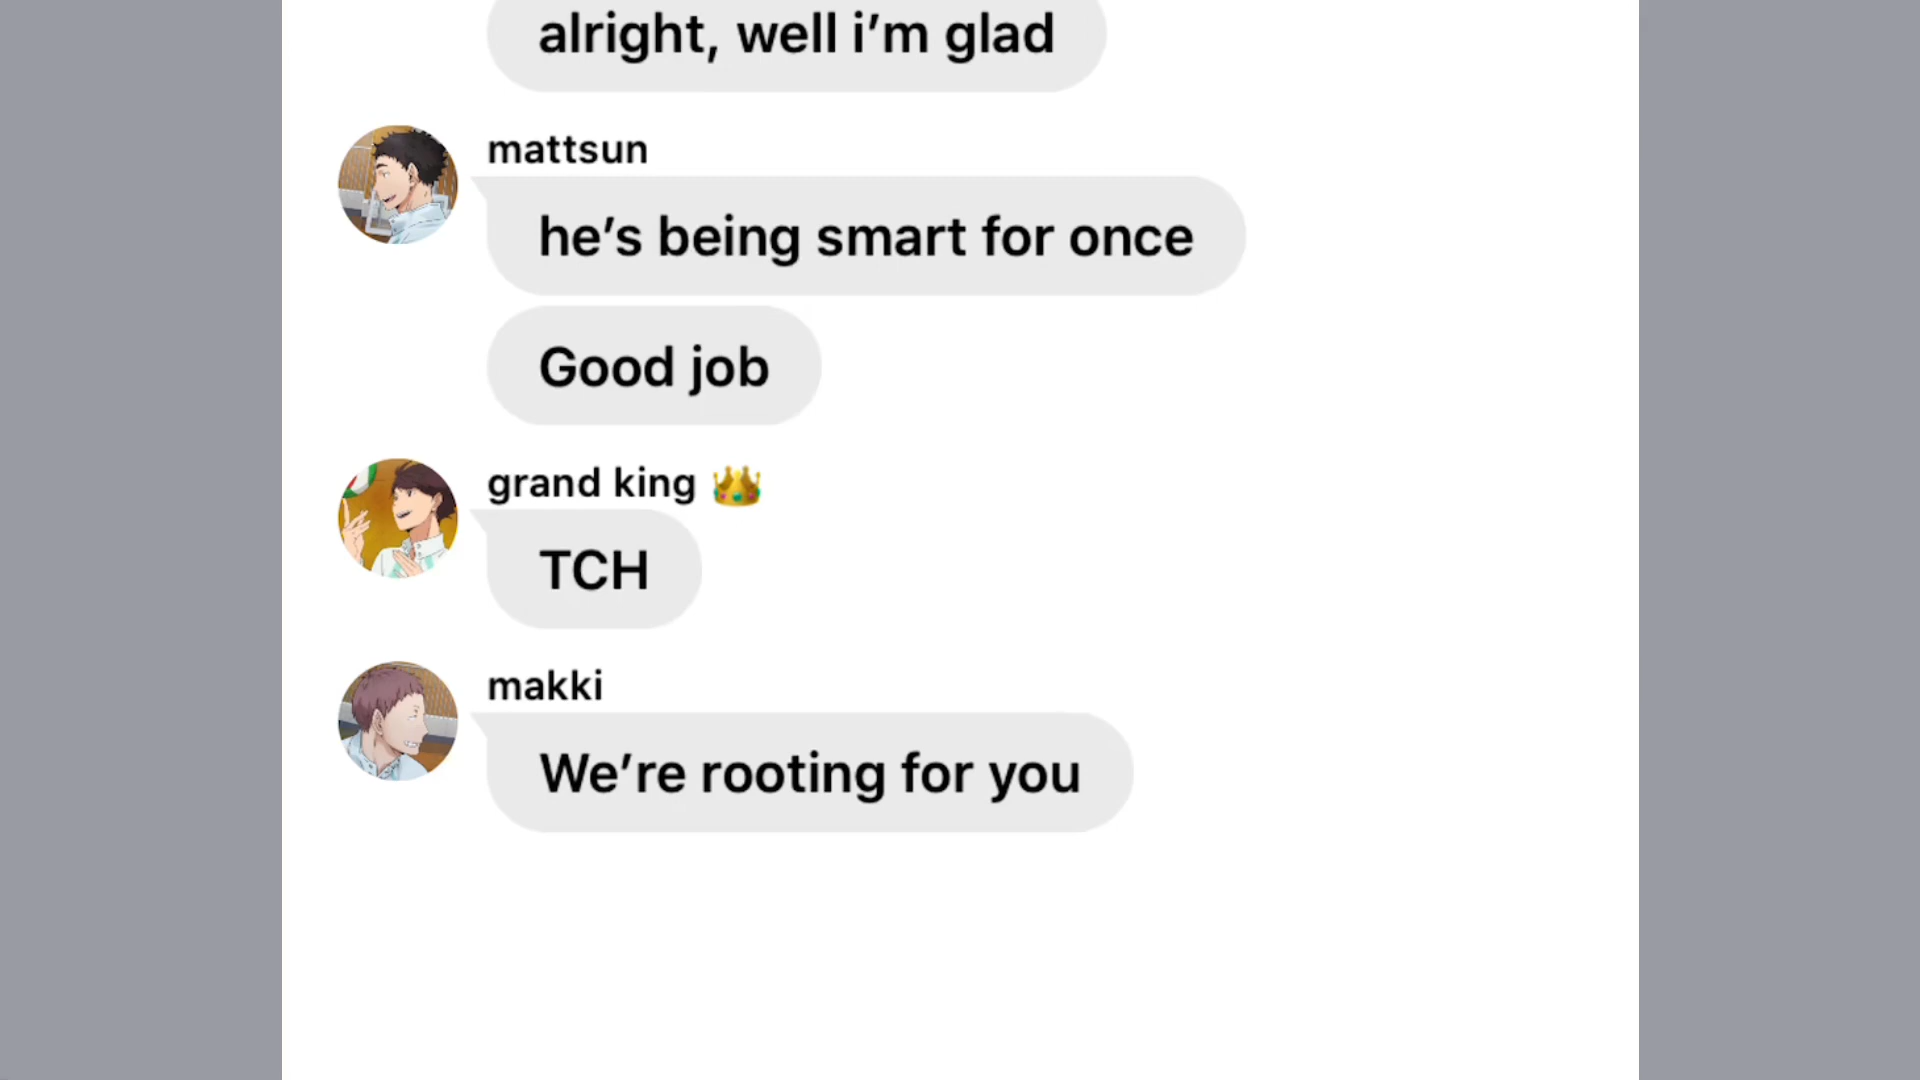 alright, well i’m glad
mattsun
he’s being smart for once
Good job
grand king 👑
TCH
makki
We’re rooting for you